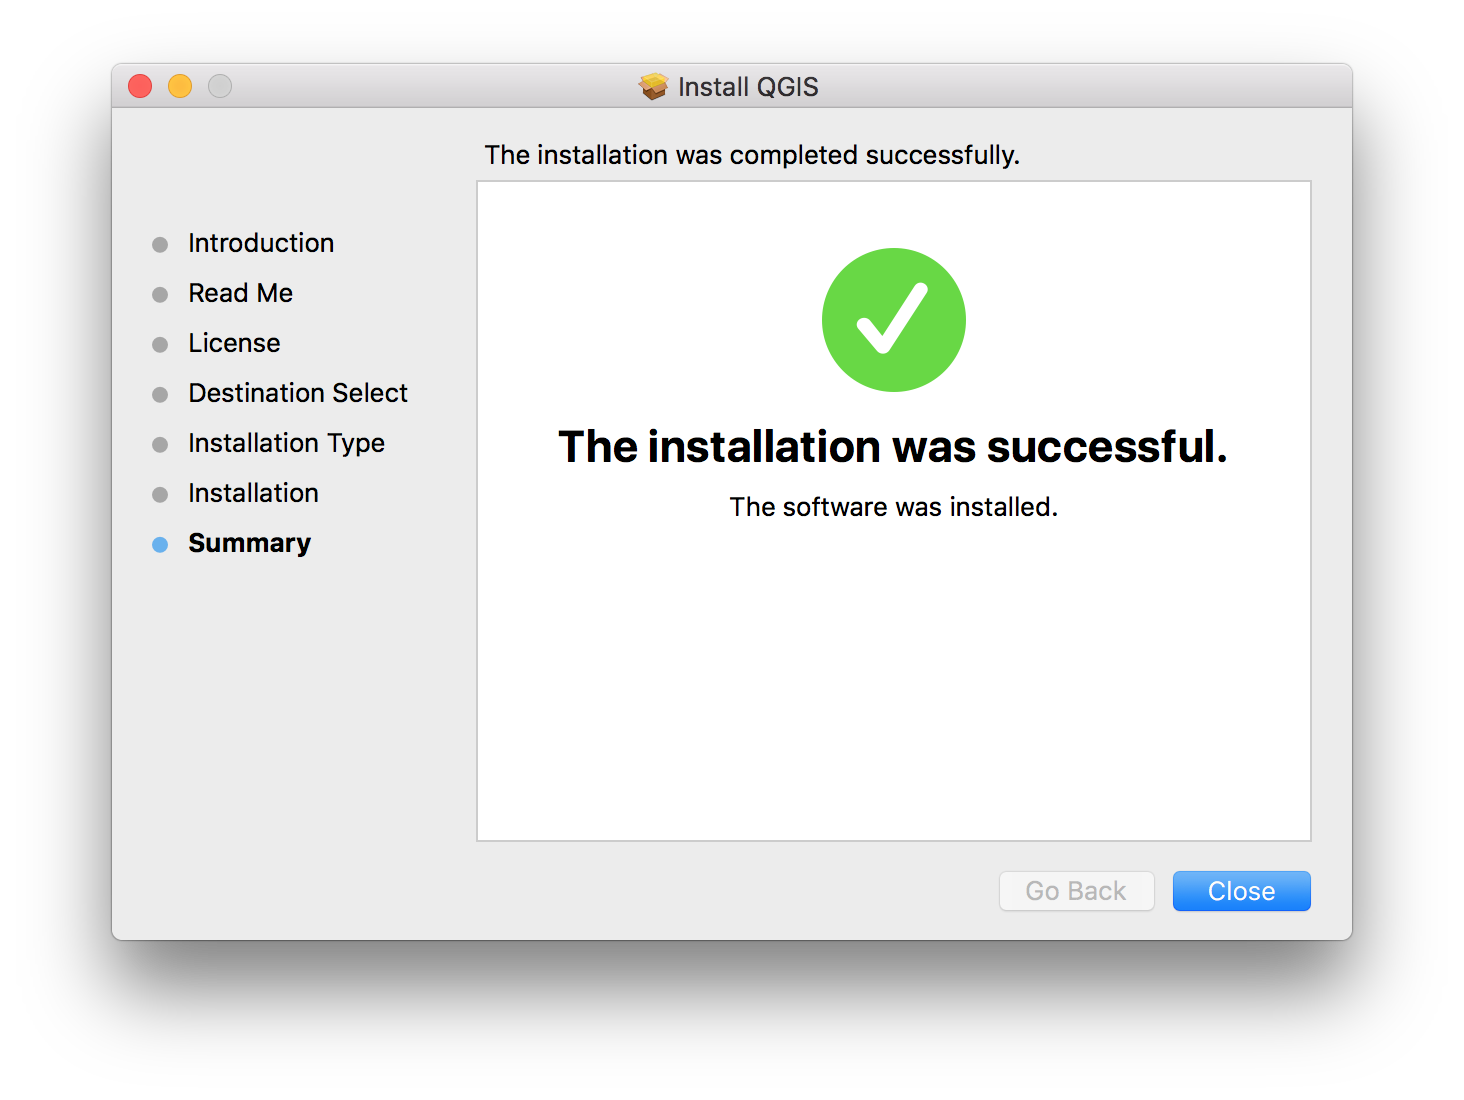 Install QGIS
The installation was completed successfully.
Introduction
Read Me
License
Destination Select
Installation Type
Installation
Summary
The installation was successful.
The software was installed.
Go Back
Close